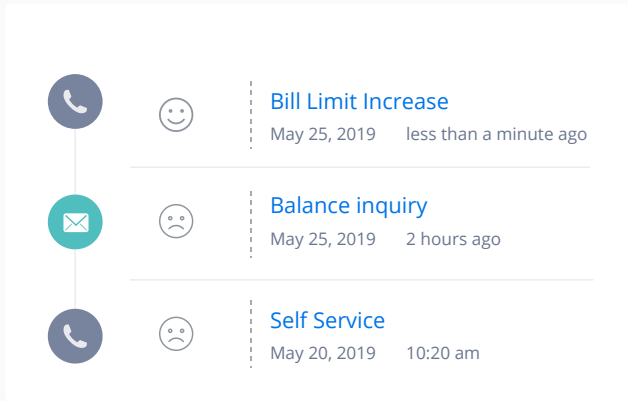 Bill Limit Increase
May 25, 2019 less than a minute ago
Balance inquiry
May 25, 2019 2 hours ago
Self Service
May 20, 2019 10:20 am